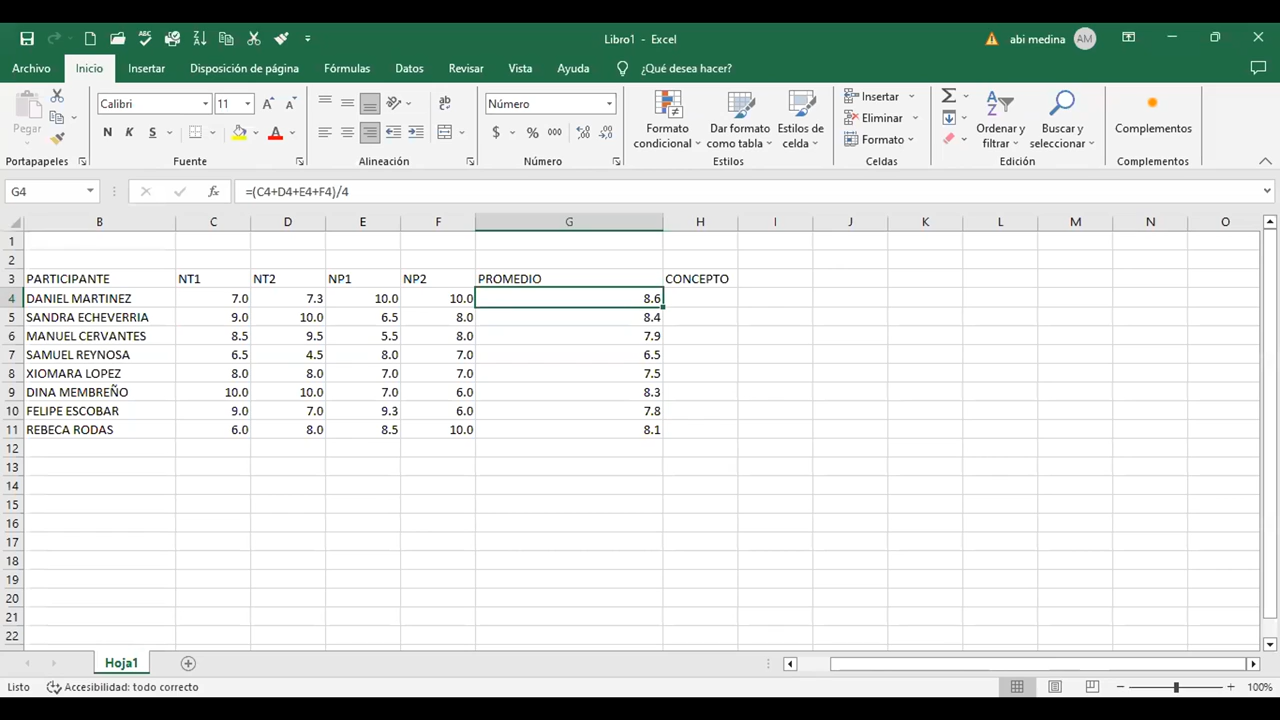 Libro1 - Excel
abi medina AM
Archivo Inicio Insertar Disposición de página Fórmulas Datos Revisar Vista Ayuda ¿Qué desea hacer?
Pegar
Calibri 11
N K S
ab
Número
$ % 000
Formato condicional
Dar formato como tabla
Estilos de celda
Insertar
Eliminar
Formato
Ordenar y filtrar
Buscar y seleccionar
Complementos
Portapapeles Fuente Alineación Número Estilos Celdas Edición Complementos
G4 fx =(C4+D4+E4+F4)/4
B C D E F G H I J K L M N O
1
2
3 PARTICIPANTE NT1 NT2 NP1 NP2 PROMEDIO CONCEPTO
4 DANIEL MARTINEZ 7.0 7.3 10.0 10.0 8.6
5 SANDRA ECHEVERRIA 9.0 10.0 6.5 8.0 8.4
6 MANUEL CERVANTES 8.5 9.5 5.5 8.0 7.9
7 SAMUEL REYNOSA 6.5 4.5 8.0 7.0 6.5
8 XIOMARA LOPEZ 8.0 8.0 7.0 7.0 7.5
9 DINA MEMBREÑO 10.0 10.0 7.0 6.0 8.3
10 FELIPE ESCOBAR 9.0 7.0 9.3 6.0 7.8
11 REBECA RODAS 6.0 8.0 8.5 10.0 8.1
12
13
14
15
16
17
18
19
20
21
22
Hoja1
Listo Accesibilidad: todo correcto 100%